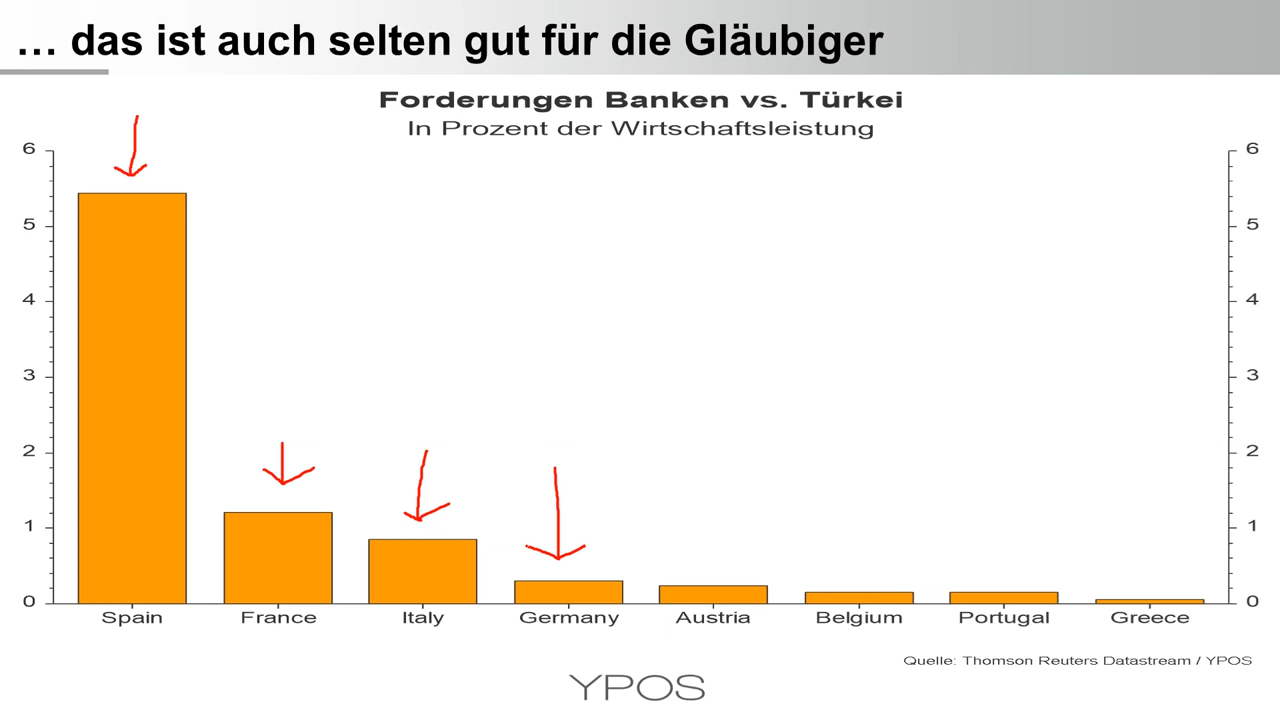 … das ist auch selten gut für die Gläubiger
Forderungen Banken vs. Türkei
In Prozent der Wirtschaftsleistung
6 6
5 5
4 4
3 3
2 2
1 1
0 0
Spain France Italy Germany Austria Belgium Portugal Greece
Quelle: Thomson Reuters Datastream / YPOS
YPOS